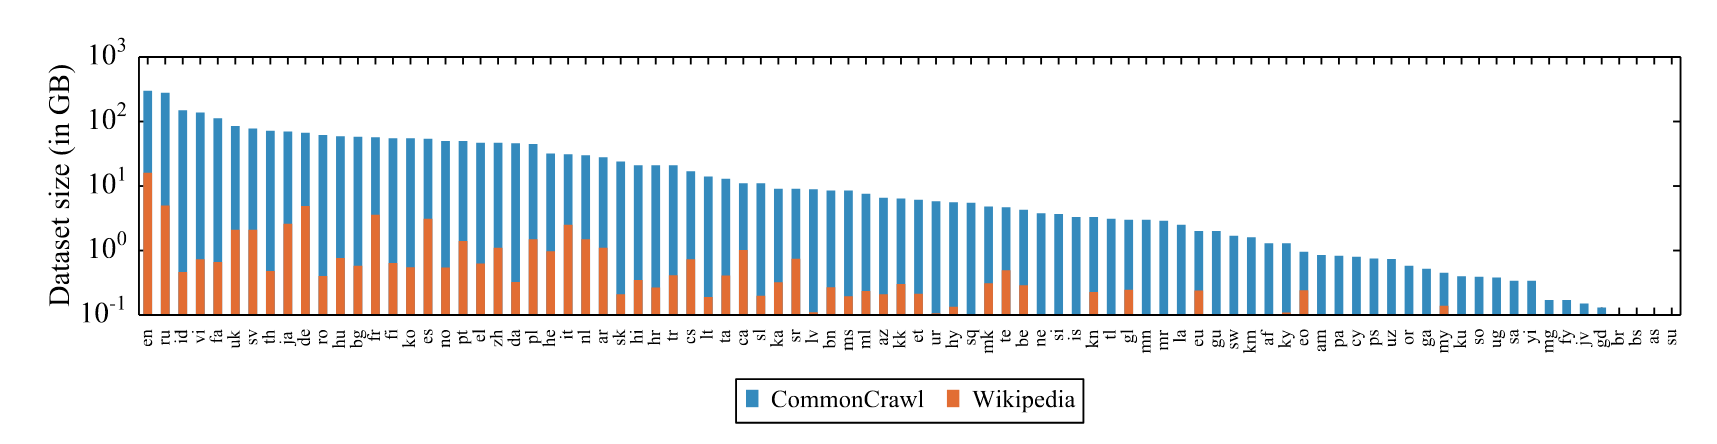 Dataset size (in GB)
10^3
10^2
10^1
10^0
10^-1
en ru id vi fa uk sv th ja de ro hu bg fr fi ko es no pt el zh da pl he it nl ar sk hi hr tr cs lt ta ca sl ka sr lv bn ms ml az kk et ur hy sq mk te be ne si is kn tl gl mn mr la eu gu sw km af ky eo am pa cy ps uz or ga my ku so ug sa yi mg fy jv gd br bs as su
CommonCrawl Wikipedia